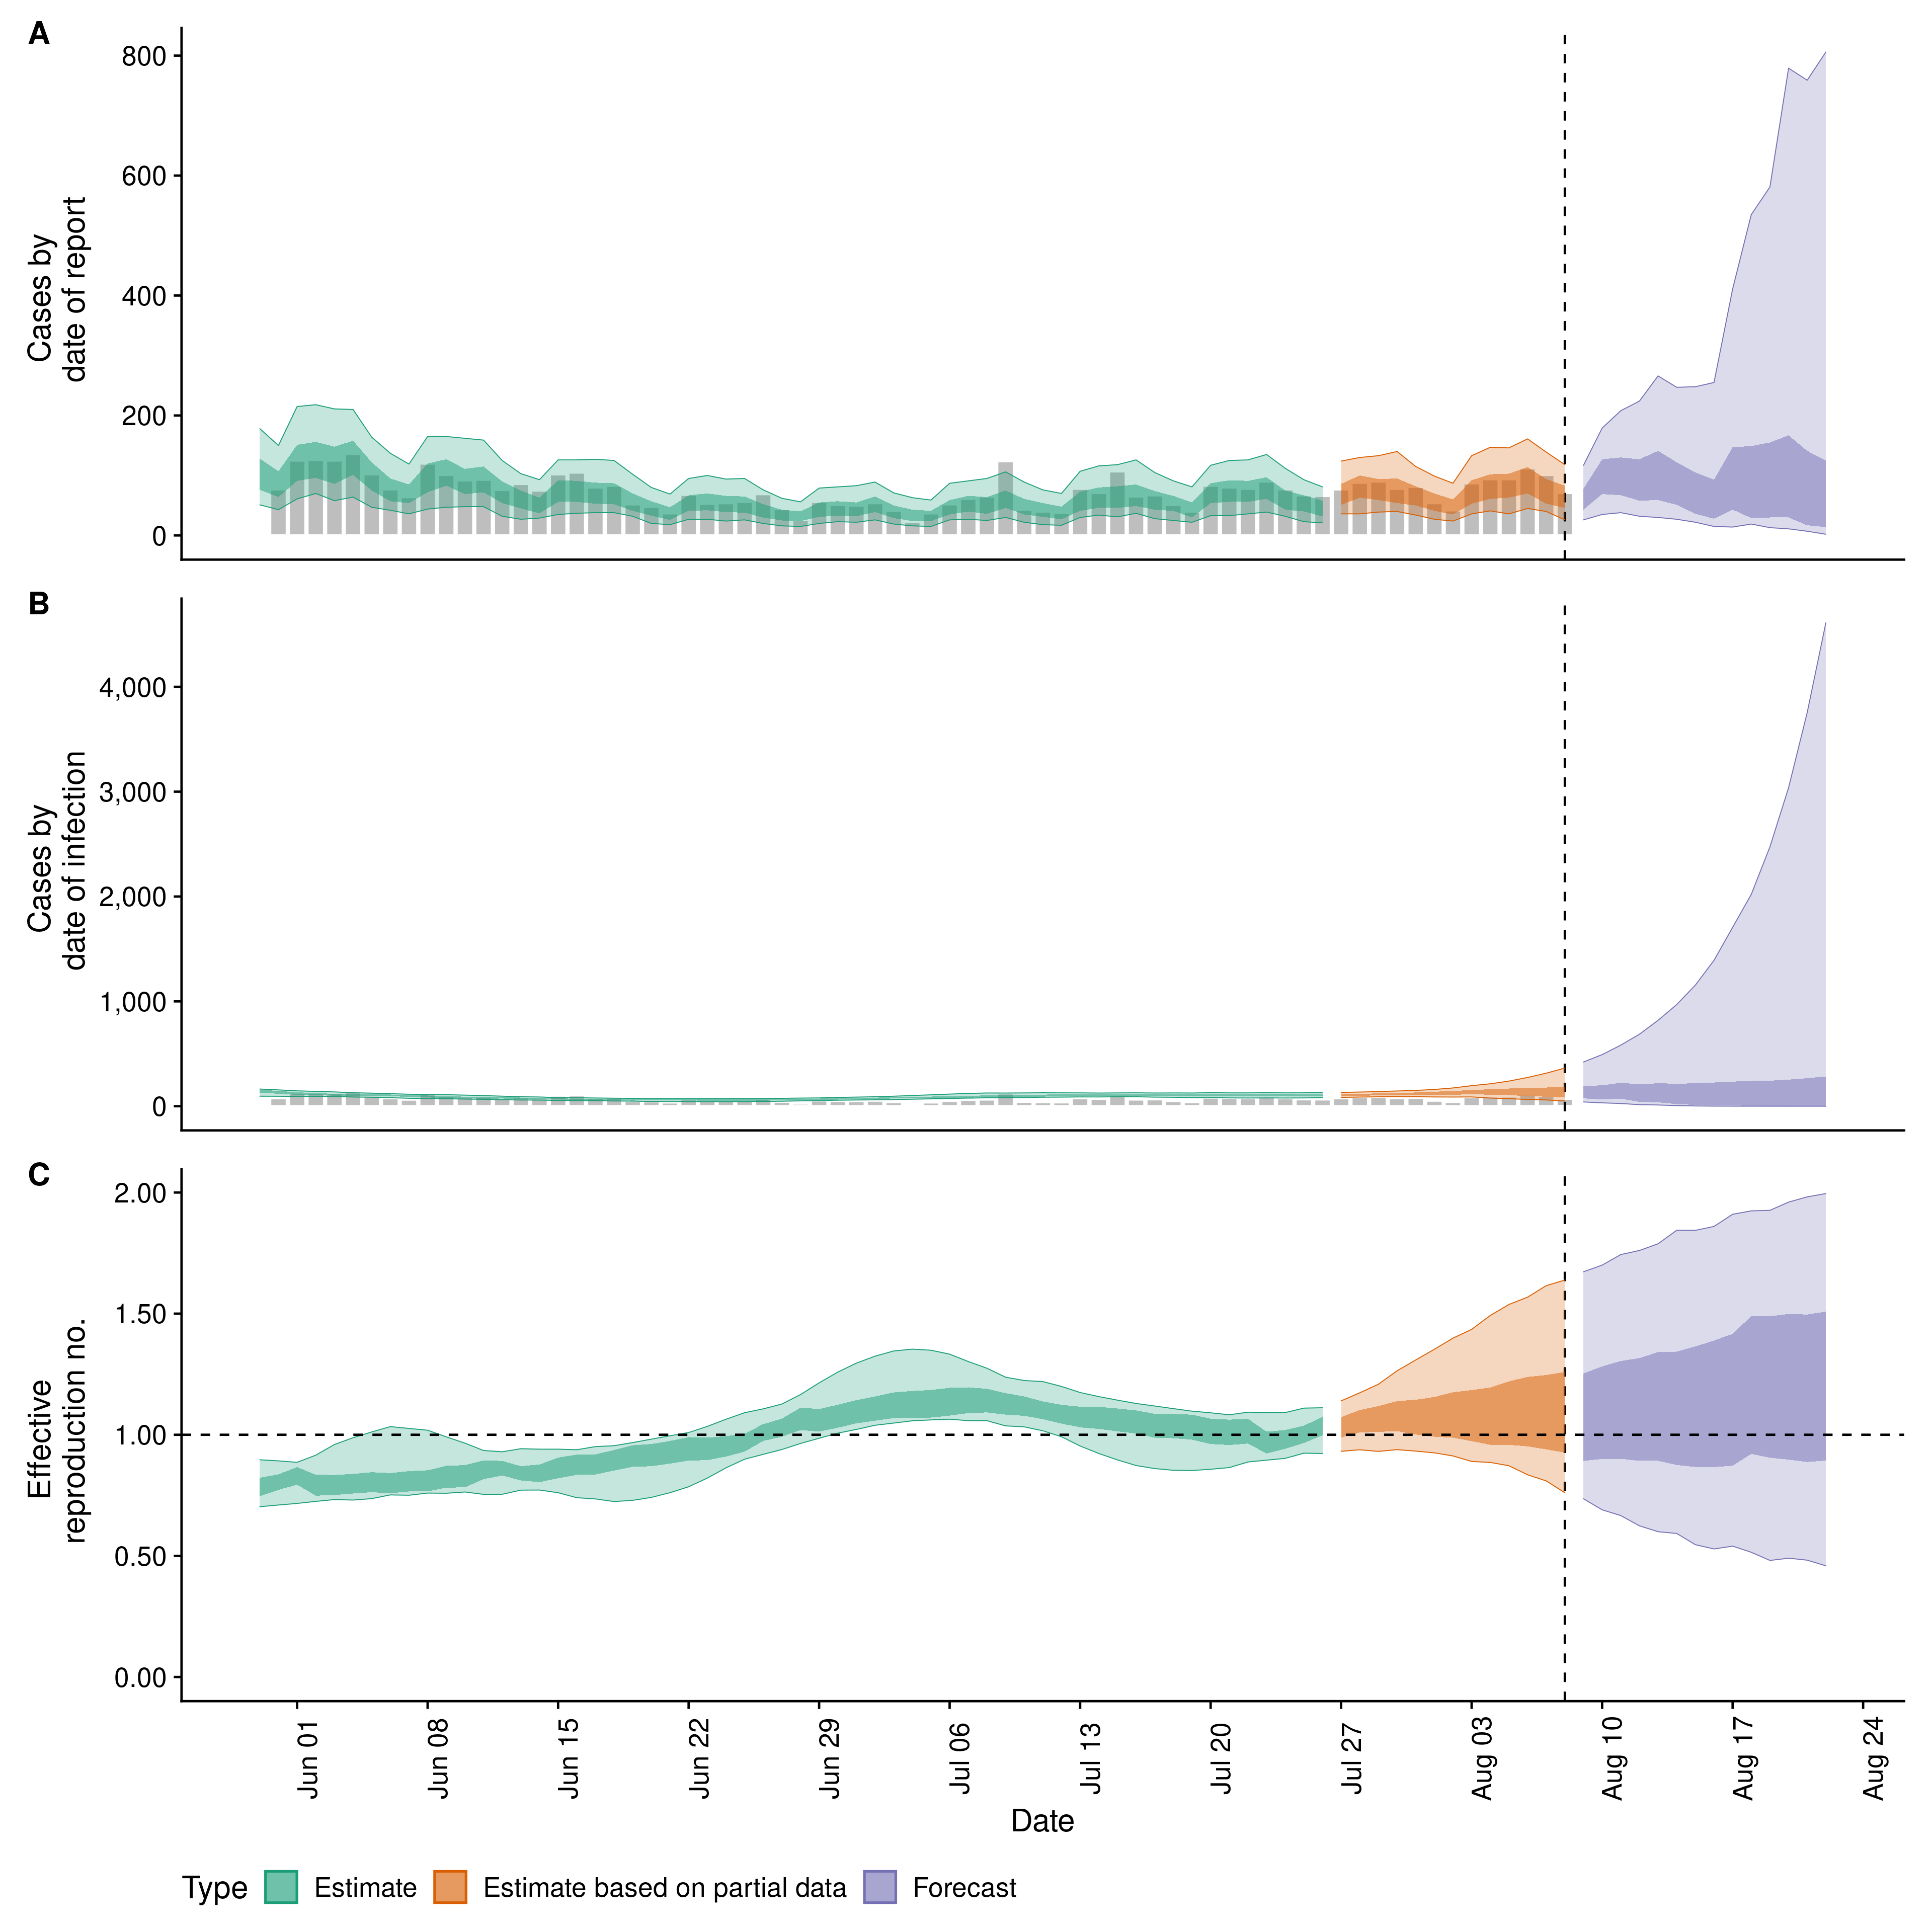 A
800
600
400
200
0
Cases by
date of report
B
4,000
3,000
2,000
1,000
0
Cases by
date of infection
C
2.00
1.50
1.00
0.50
0.00
Effective
reproduction no.
Jun 01
Jun 08
Jun 15
Jun 22
Jun 29
Jul 06
Jul 13
Jul 20
Jul 27
Aug 03
Aug 10
Aug 17
Aug 24
Date
Type Estimate Estimate based on partial data Forecast